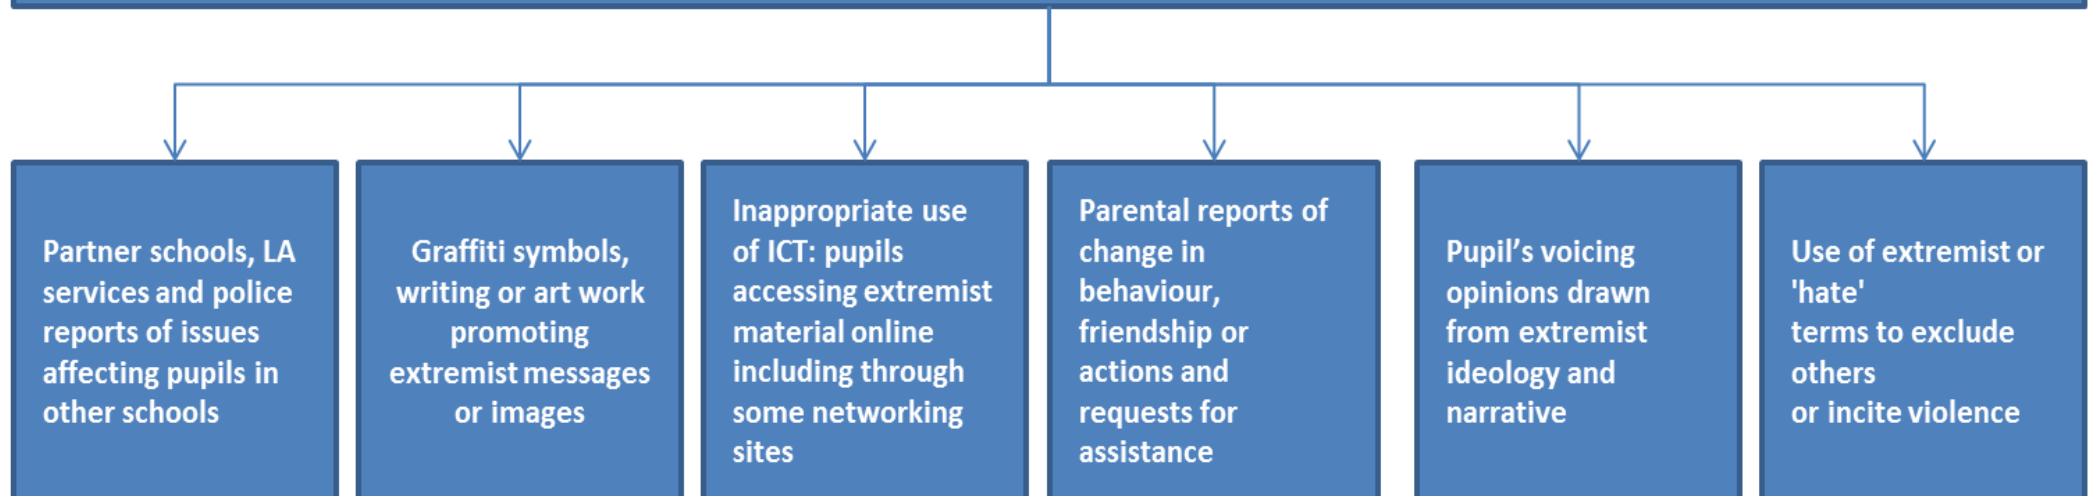 Partner schools, LA
services and police
reports of issues
affecting pupils in
other schools
Graffiti symbols,
writing or art work
promoting
extremist messages
or images
Inappropriate use
of ICT: pupils
accessing extremist
material online
including through
some networking
sites
Parental reports of
change in
behaviour,
friendship or
actions and
requests for
assistance
Pupil’s voicing
opinions drawn
from extremist
ideology and
narrative
Use of extremist or
'hate'
terms to exclude
others
or incite violence